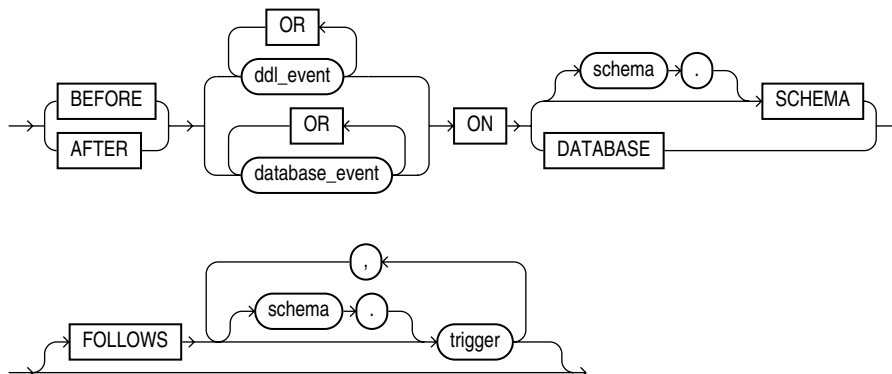 OR
ddl_event
schema .
BEFORE
AFTER
OR
database_event
ON
SCHEMA
DATABASE
,
FOLLOWS
schema .
trigger